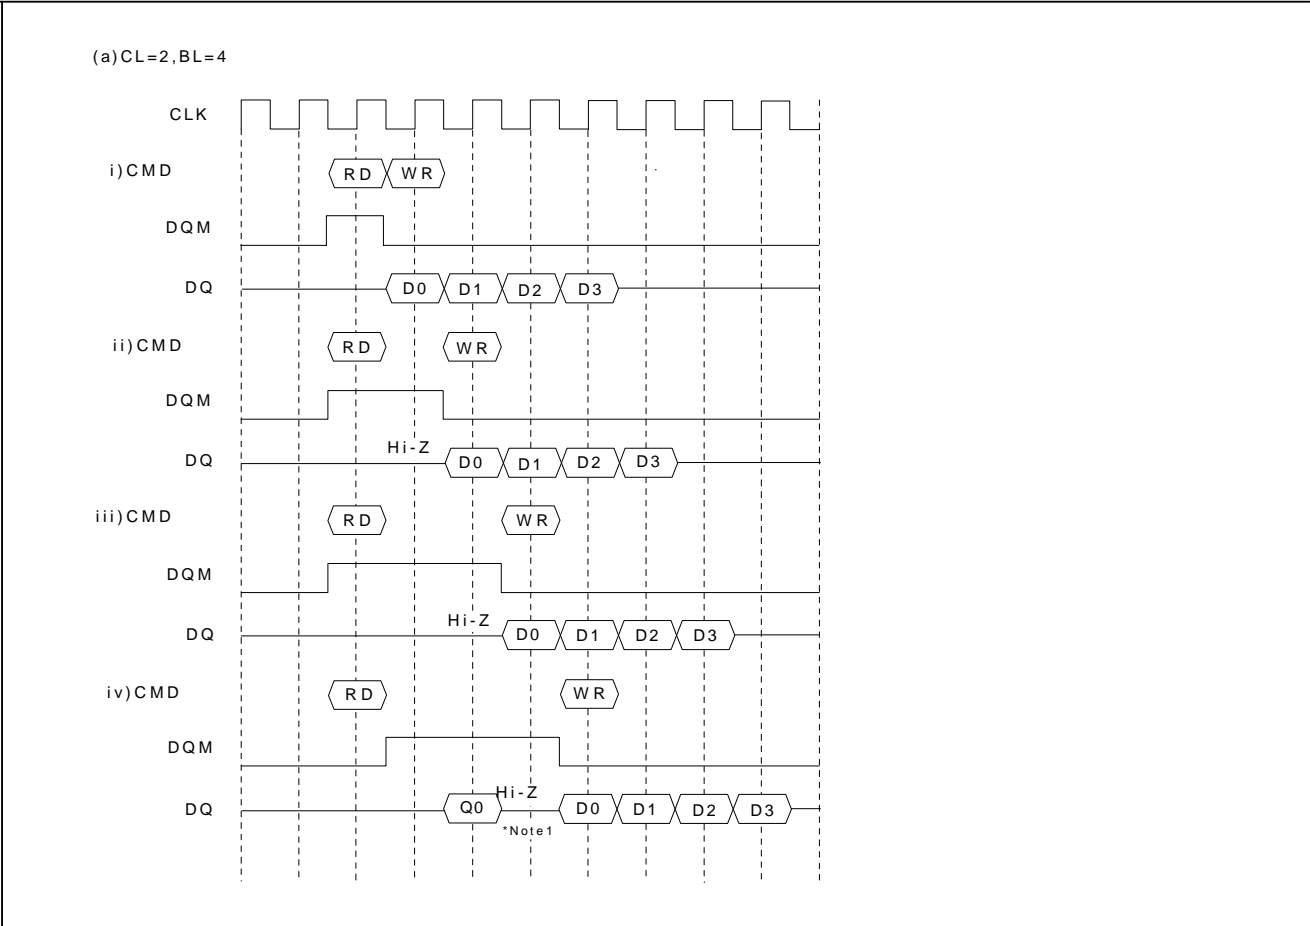 (a)CL=2,BL=4
CLK
i)CMD RD WR
DQM
DQ D0 D1 D2 D3
ii)CMD RD WR
DQM
Hi-Z
DQ D0 D1 D2 D3
iii)CMD RD WR
DQM
Hi-Z
DQ D0 D1 D2 D3
iv)CMD RD WR
DQM
Hi-Z
DQ Q0 D0 D1 D2 D3
*Note1